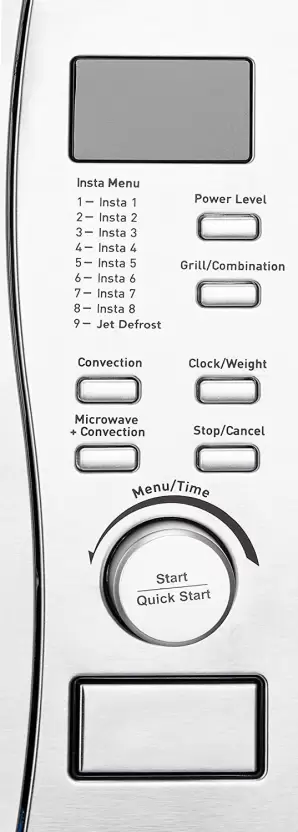 Insta Menu
1– Insta 1
2– Insta 2
3– Insta 3
4– Insta 4
5– Insta 5
6– Insta 6
7– Insta 7
8– Insta 8
9– Jet Defrost
Power Level
Grill/Combination
Convection
Clock/Weight
Microwave
+ Convection
Stop/Cancel
Menu/Time
Start
Quick Start